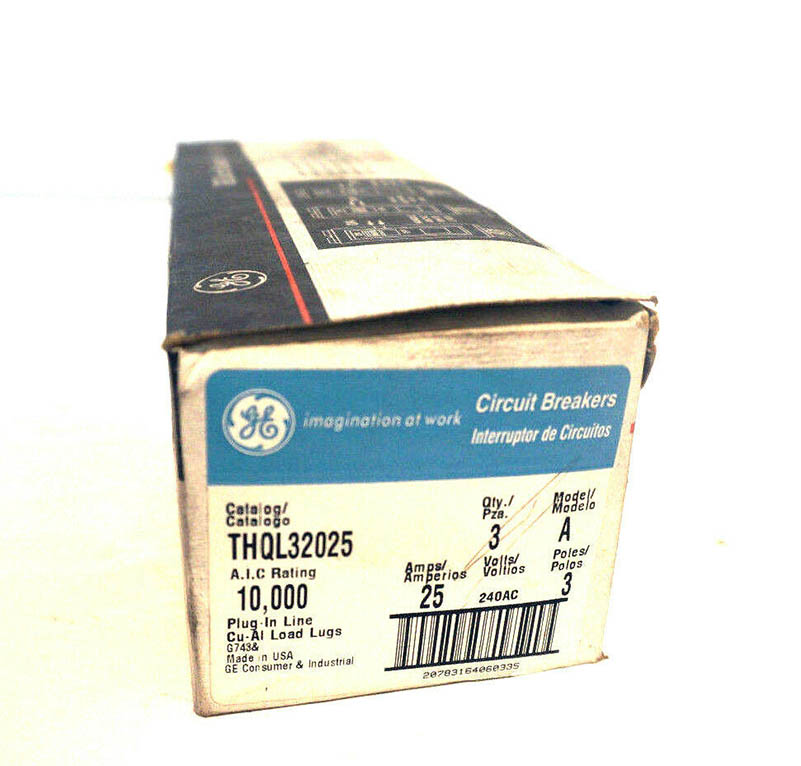 GE
GE imagination at work
Circuit Breakers
Interruptor de Circuitos
Catalog/
Catalogo
THQL32025
Qty./
Pza.
3
Model/
Modelo
A
A.I.C Rating
10,000
Amps/
Amperios
25
Volts/
Voltios
240AC
Poles/
Polos
3
Plug-In Line
Cu-Al Load Lugs
G743&
Made in USA
GE Consumer & Industrial
20783164060335